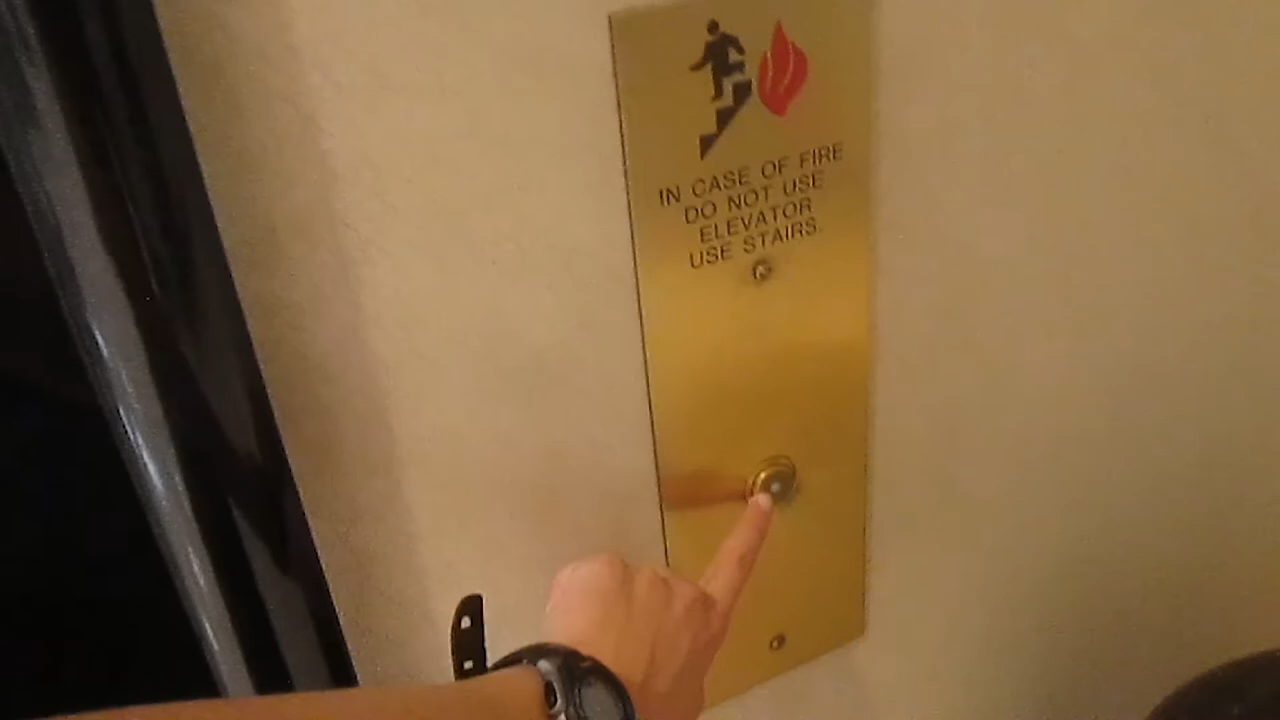 IN CASE OF FIRE
DO NOT USE
ELEVATOR
USE STAIRS.